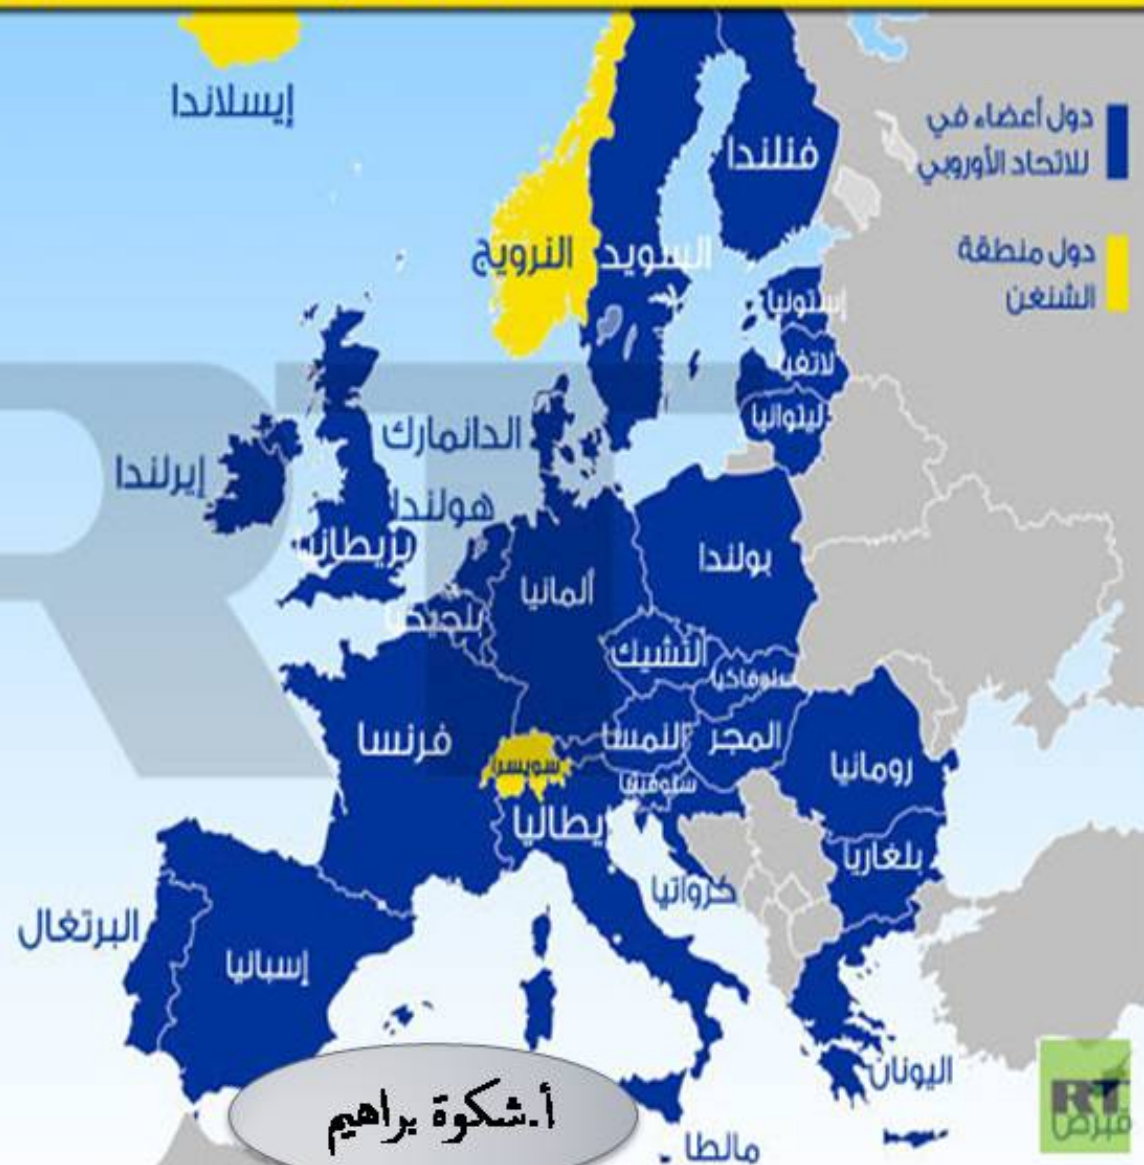 إيسلاندا
دول أعضاء في
للاتحاد الأوروبي
فنلندا
دول منطقة
الشنغن
النرويج
السويد
إستونيا
لاتفيا
ليتوانيا
الدانمارك
إيرلندا
هولندا
بريطانيا
بولندا
ألمانيا
بلجيكا
التشيك
سلوفاكيا
فرنسا
النمسا
المجر
رومانيا
سويسرا
سلوفينيا
إيطاليا
بلغاريا
كرواتيا
البرتغال
إسبانيا
اليونان
قبرص
أ.شكوة براهيم
مالطا
RT
RT